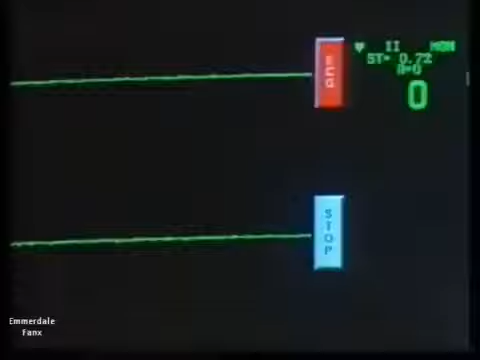 ECG
♥ II MON
ST= 0.72
0
STOP
Emmerdale
Fanx